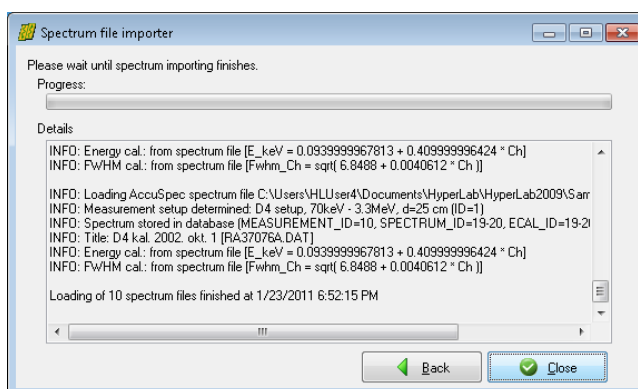 Spectrum file importer
Please wait until spectrum importing finishes.
Progress:
Details
INFO: Energy cal.: from spectrum file [E_keV = 0.0939999967813 + 0.409999996424 * Ch]
INFO: FWHM cal.: from spectrum file [Fwhm_Ch = sqrt( 6.8488 + 0.0040612 * Ch )]
INFO: Loading AccuSpec spectrum file C:\Users\HLUser4\Documents\HyperLab\HyperLab2009\Sam
INFO: Measurement setup determined: D4 setup, 70keV - 3.3MeV, d=25 cm (ID=1)
INFO: Spectrum stored in database (MEASUREMENT_ID=10, SPECTRUM_ID=19-20, ECAL_ID=19-20
INFO: Title: D4 kal. 2002. okt. 1 [RA37076A.DAT]
INFO: Energy cal.: from spectrum file [E_keV = 0.0939999967813 + 0.409999996424 * Ch]
INFO: FWHM cal.: from spectrum file [Fwhm_Ch = sqrt( 6.8488 + 0.0040612 * Ch )]
Loading of 10 spectrum files finished at 1/23/2011 6:52:15 PM
Back
Close